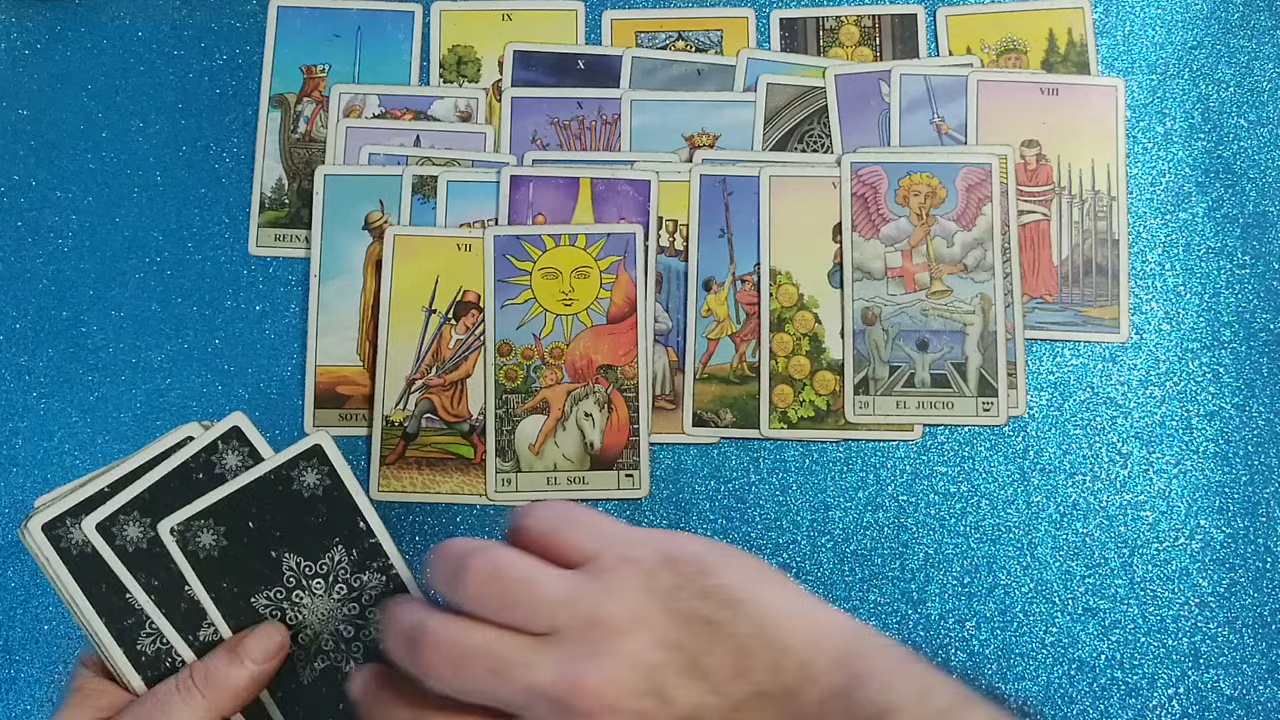 IX
X
V
X
VIII
REINA
VII
SOTA
20 EL JUICIO ש
19 EL SOL ר